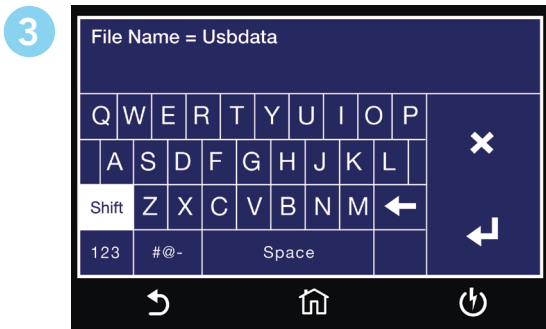 3
File Name = Usbdata
Q W E R T Y U I O P
A S D F G H J K L
Shift Z X C V B N M
123 #@- Space